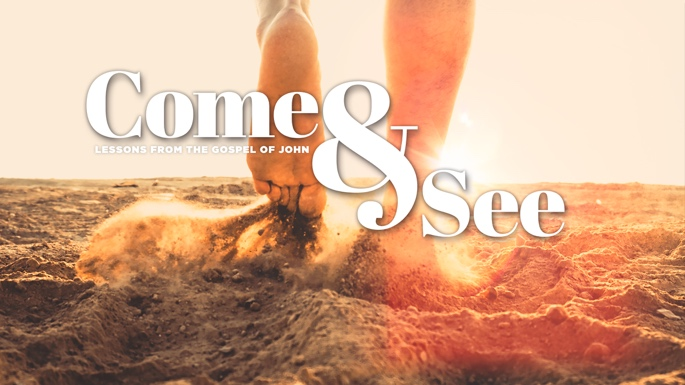 Come
&
LESSONS FROM THE GOSPEL OF JOHN
See